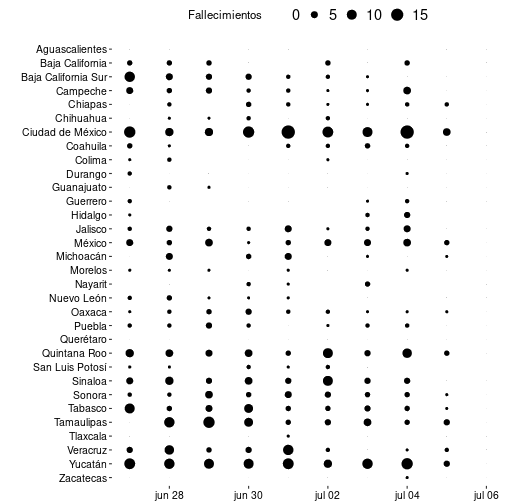 Fallecimientos 0 5 10 15
Aguascalientes
Baja California
Baja California Sur
Campeche
Chiapas
Chihuahua
Ciudad de México
Coahuila
Colima
Durango
Guanajuato
Guerrero
Hidalgo
Jalisco
México
Michoacán
Morelos
Nayarit
Nuevo León
Oaxaca
Puebla
Querétaro
Quintana Roo
San Luis Potosí
Sinaloa
Sonora
Tabasco
Tamaulipas
Tlaxcala
Veracruz
Yucatán
Zacatecas
jun 28 jun 30 jul 02 jul 04 jul 06